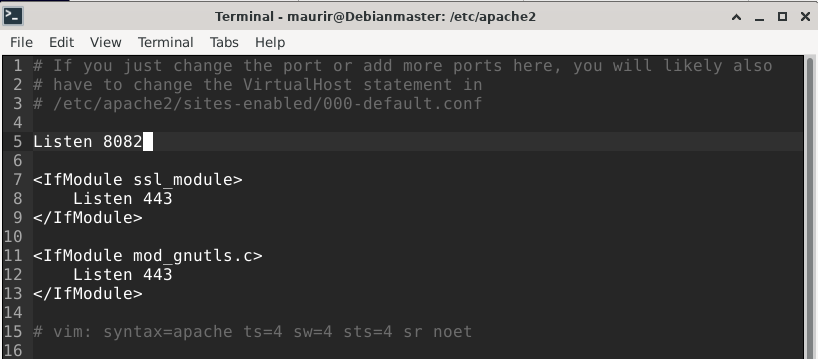 Terminal - maurir@Debianmaster: /etc/apache2
File Edit View Terminal Tabs Help
1 # If you just change the port or add more ports here, you will likely also
2 # have to change the VirtualHost statement in
3 # /etc/apache2/sites-enabled/000-default.conf
4
5 Listen 8082
6
7 <IfModule ssl_module>
8     Listen 443
9 </IfModule>
10
11 <IfModule mod_gnutls.c>
12     Listen 443
13 </IfModule>
14
15 # vim: syntax=apache ts=4 sw=4 sts=4 sr noet
16